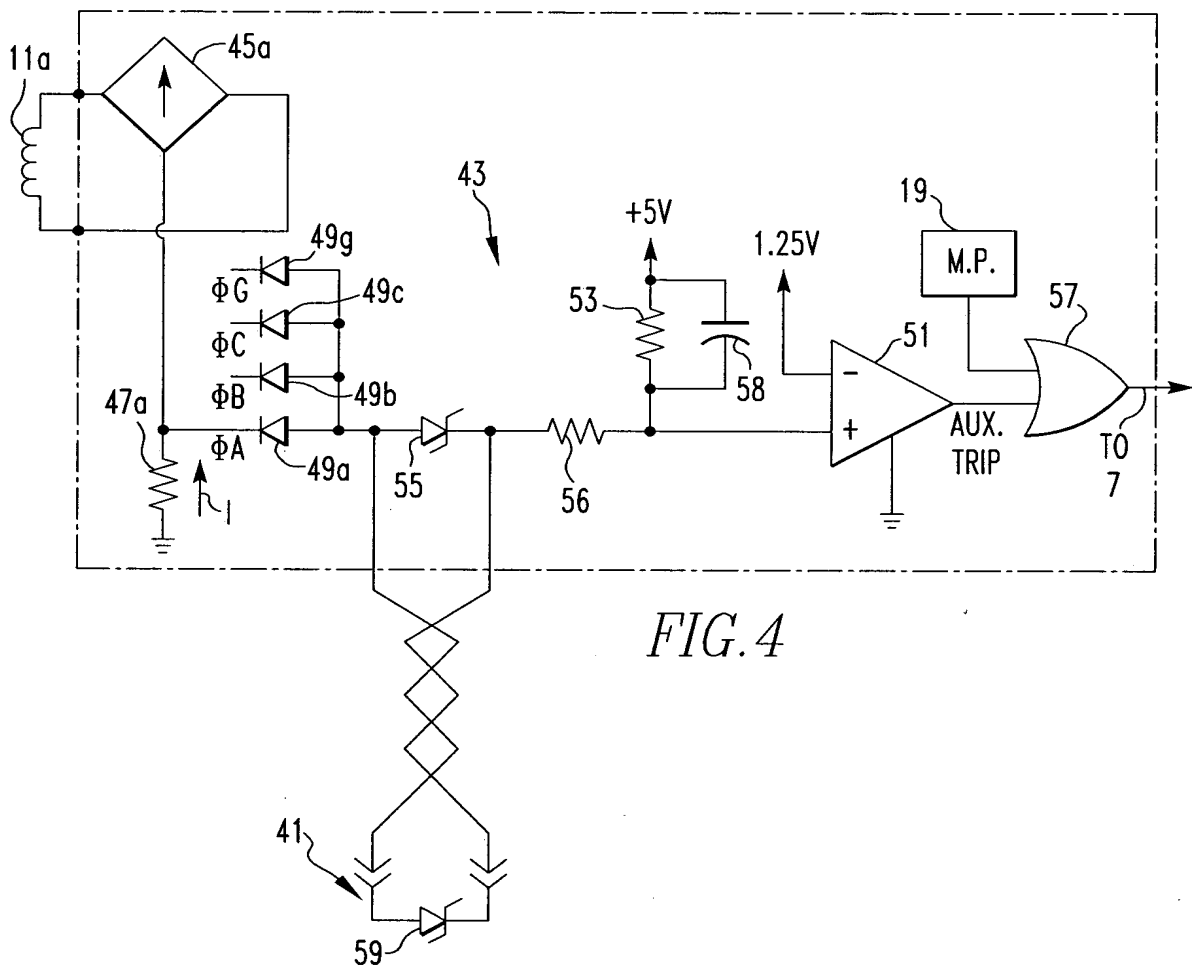 11a
45a
43
+5V
19
1.25V
M.P.
49g
ΦG
49c
53
57
51
58
ΦC
ΦB
49b
47a
ΦA
49a
55
56
-
+
AUX.
TRIP
TO
7
I
FIG.4
41
59